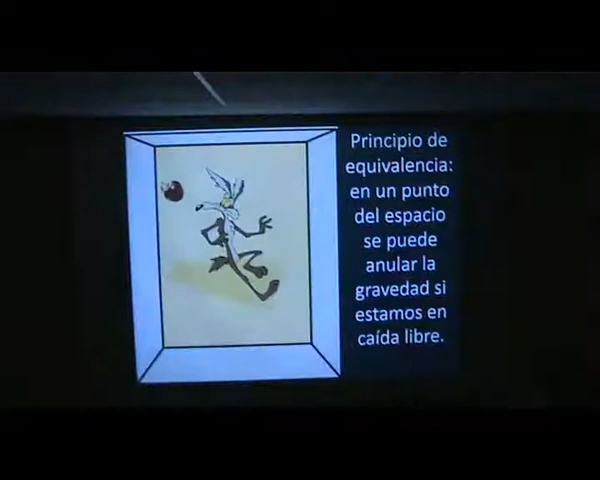 Principio de
equivalencia:
en un punto
del espacio
se puede
anular la
gravedad si
estamos en
caída libre.